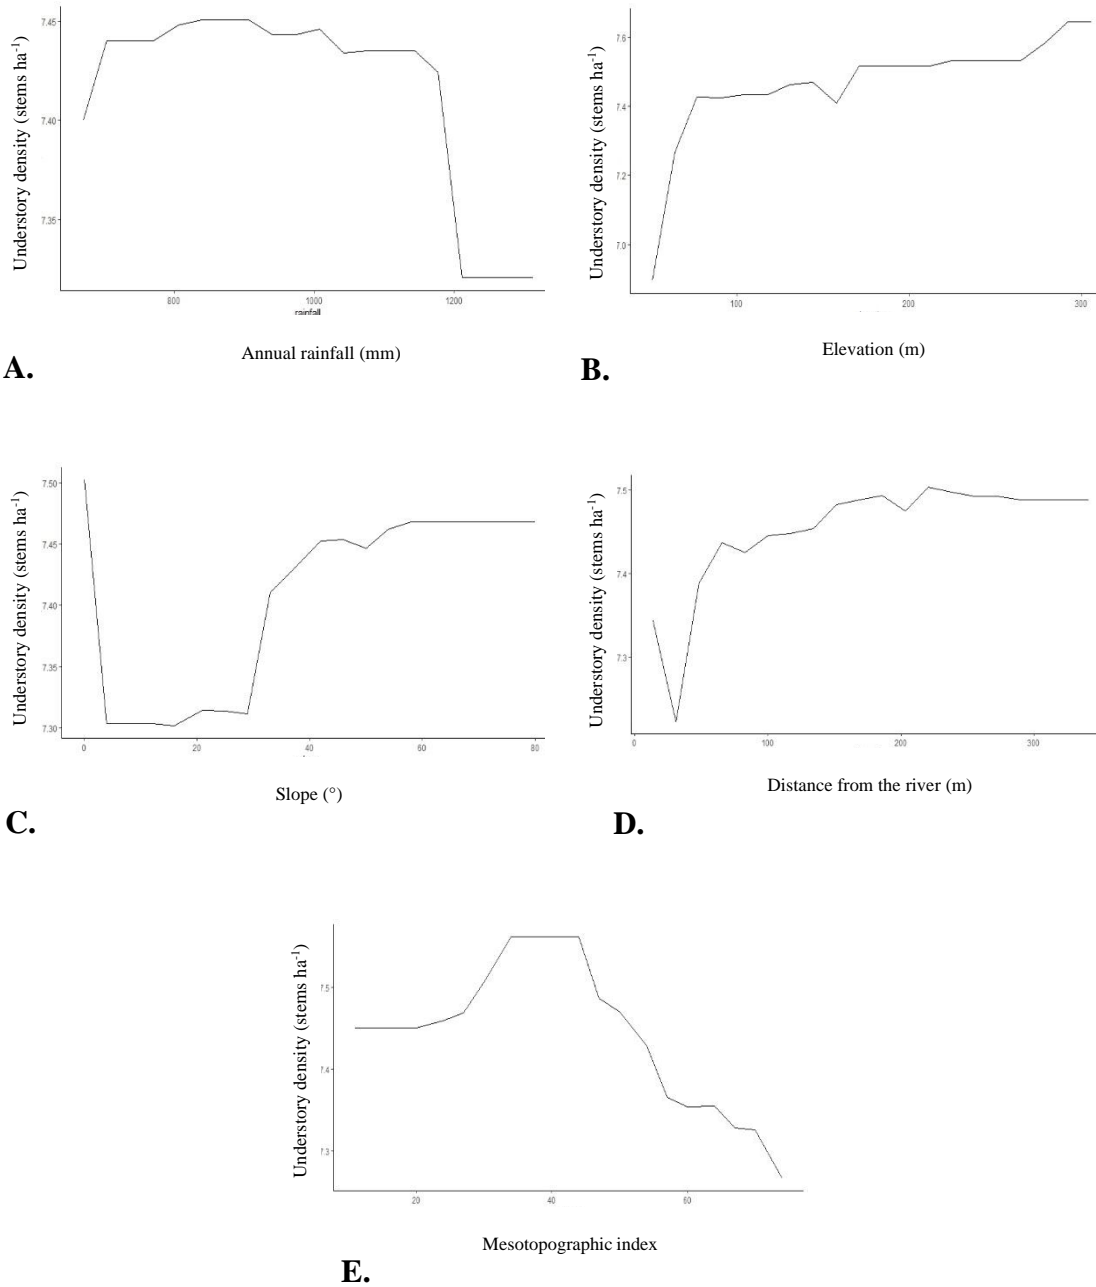 Understory density (stems ha-1)
7.45
7.40
7.35
800
1000
1200
rainfall
Annual rainfall (mm)
A.
Understory density (stems ha-1)
7.6
7.4
7.2
7.0
100
200
300
Elevation (m)
B.
Understory density (stems ha-1)
7.50
7.45
7.40
7.35
7.30
0
20
40
60
80
Slope (°)
C.
Understory density (stems ha-1)
7.5
7.4
7.3
0
100
200
300
Distance from the river (m)
D.
Understory density (stems ha-1)
7.5
7.4
7.3
20
40
60
Mesotopographic index
E.